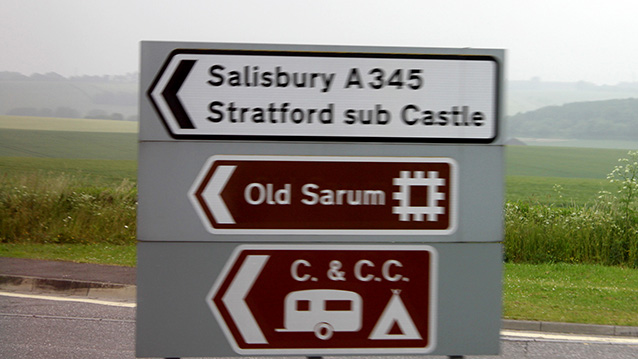 Salisbury A345
Stratford sub Castle
Old Sarum
C. & C.C.